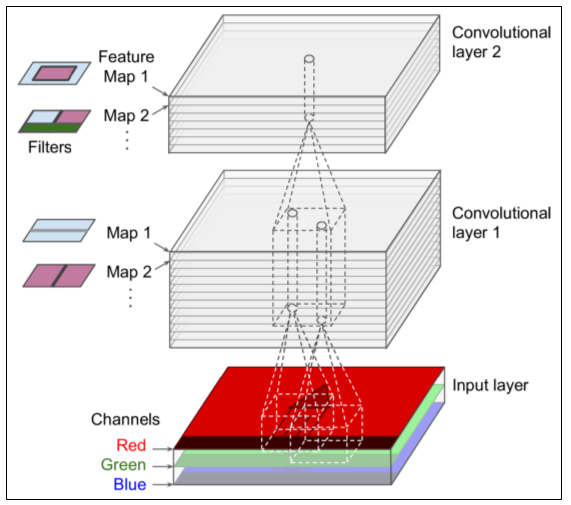 Convolutional
layer 2
Feature
Map 1
Map 2
Filters
Convolutional
layer 1
Map 1
Map 2
Input layer
Channels
Red
Green
Blue